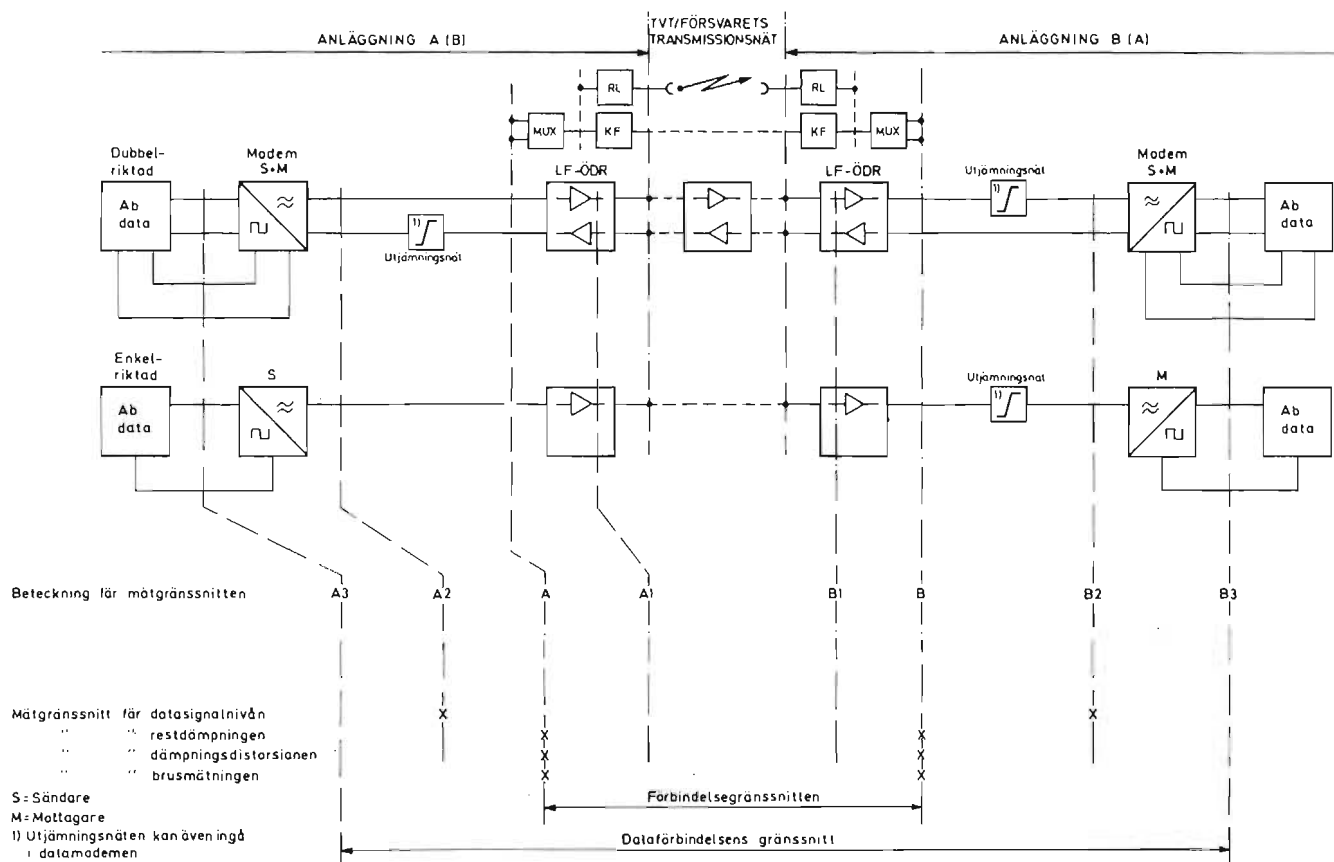 TVT/FÖRSVARETS
TRANSMISSIONSNÄT
ANLÄGGNING A (B)
ANLÄGGNING B (A)
RL
RL
MUX
KF
KF
MUX
Dubbel-
riktad
Modem
S+M
LF-ÖDR
LF-ÖDR
Utjämningsnät
Modem
S+M
Ab
data
1)
1)
Ab
data
Utjämningsnät
Enkel-
riktad
S
Utjämningsnät
M
Ab
data
1)
Ab
data
Beteckning för mätgränssnitten
A3
A2
A
A1
B1
B
B2
B3
Mätgränssnitt för datasignalnivån
X
X
" " restdämpningen
X
X
" " dämpningsdistorsionen
X
X
" " brusmätningen
X
X
S = Sändare
Förbindelsegränssnitten
M = Mottagare
1) Utjämningsnäten kan även ingå
i datamodemen
Dataförbindelsens gränssnitt